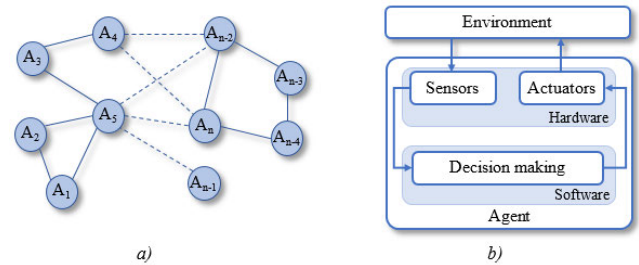 A₄
Aₙ₋₂
A₃
Aₙ₋₃
A₅
A₂
Aₙ
Aₙ₋₄
A₁
Aₙ₋₁
a)
Environment
Sensors
Actuators
Hardware
Decision making
Software
Agent
b)